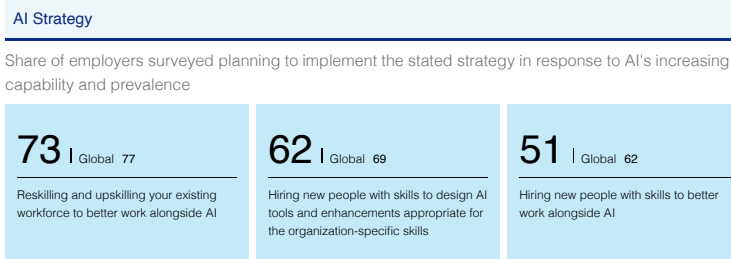 AI Strategy
Share of employers surveyed planning to implement the stated strategy in response to AI's increasing
capability and prevalence
73 | Global 77
Reskilling and upskilling your existing
workforce to better work alongside AI
62 | Global 69
Hiring new people with skills to design AI
tools and enhancements appropriate for
the organization-specific skills
51 | Global 62
Hiring new people with skills to better
work alongside AI